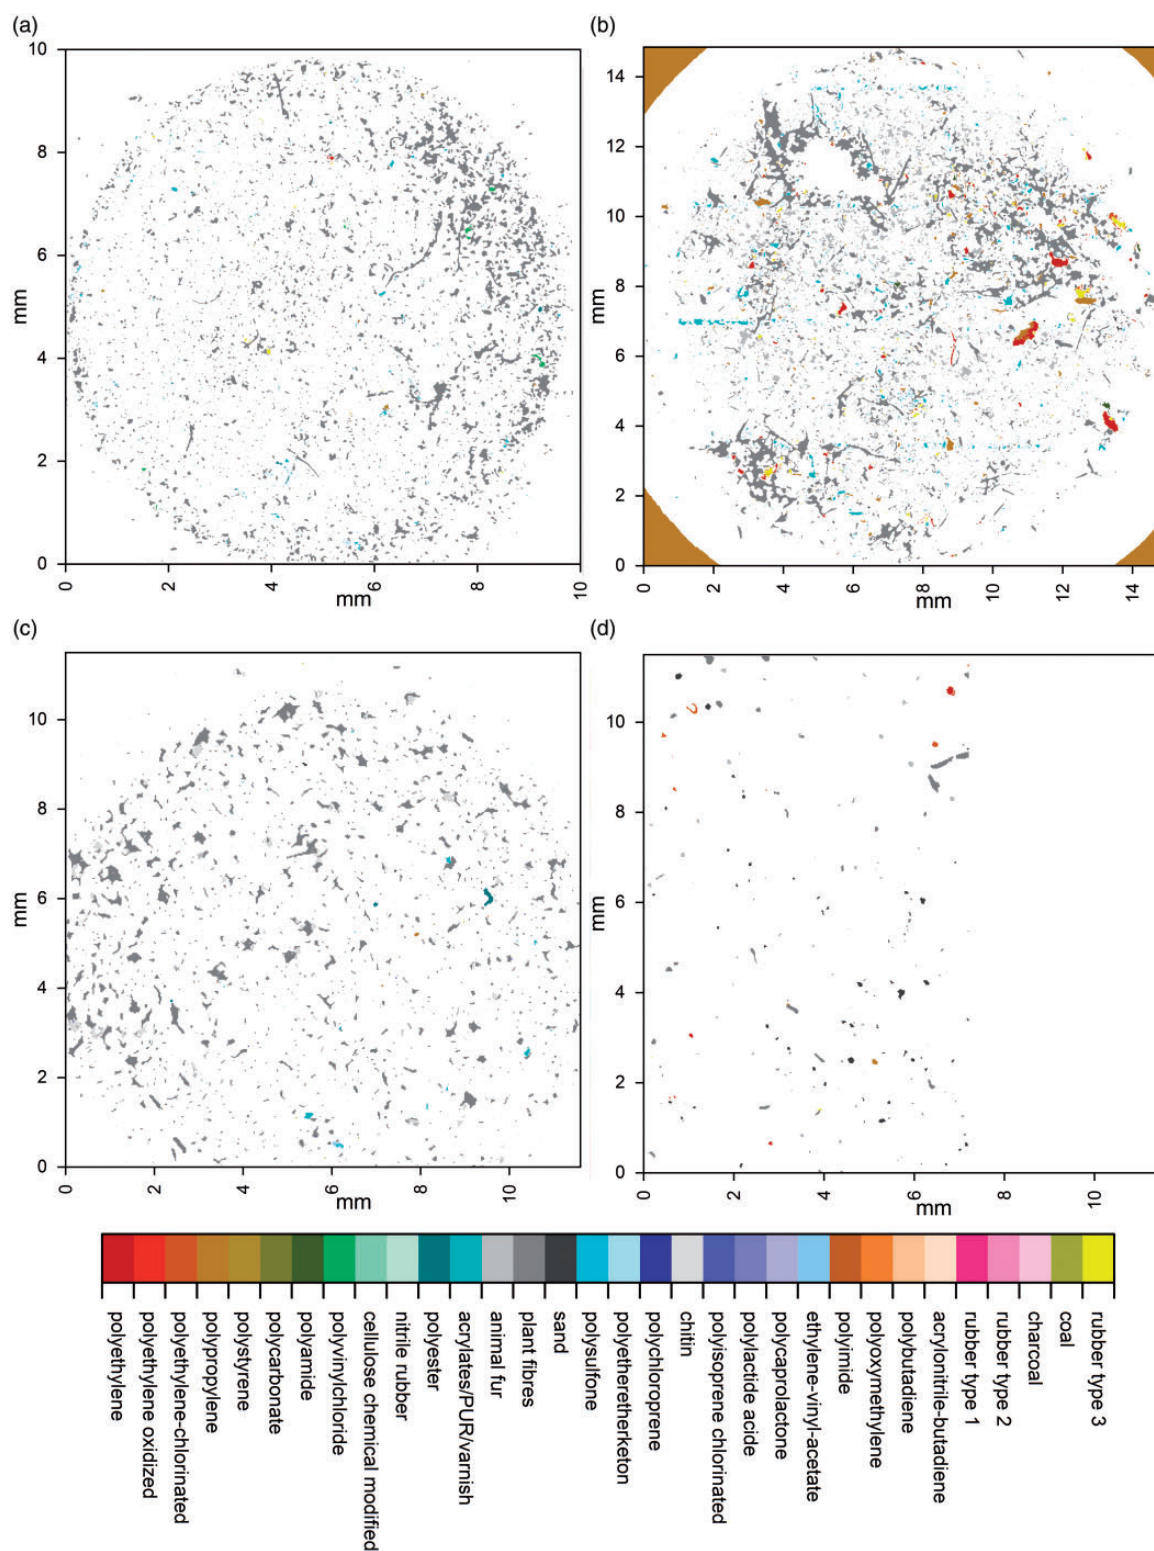 (a)
(b)
10
8
6
4
2
0
mm
0
2
4
6
8
10
mm
14
12
10
8
6
4
2
0
mm
0
2
4
6
8
10
12
14
mm
(c)
(d)
10
8
6
4
2
0
mm
0
2
4
6
8
10
mm
10
8
6
4
2
0
mm
0
2
4
6
8
10
mm
polyethylene
polyethylene oxidized
polyethylene-chlorinated
polypropylene
polystyrene
polycarbonate
polyamide
polyvinylchloride
cellulose chemical modified
nitrile rubber
polyester
acrylates/PUR/varnish
animal fur
plant fibres
sand
polysulfone
polyetheretherketon
polychloroprene
chitin
polyisoprene chlorinated
polylactide acide
polycaprolactone
ethylene-vinyl-acetate
polyimide
polyoxymethylene
polybutadiene
acrylonitrile-butadiene
rubber type 1
rubber type 2
charcoal
coal
rubber type 3